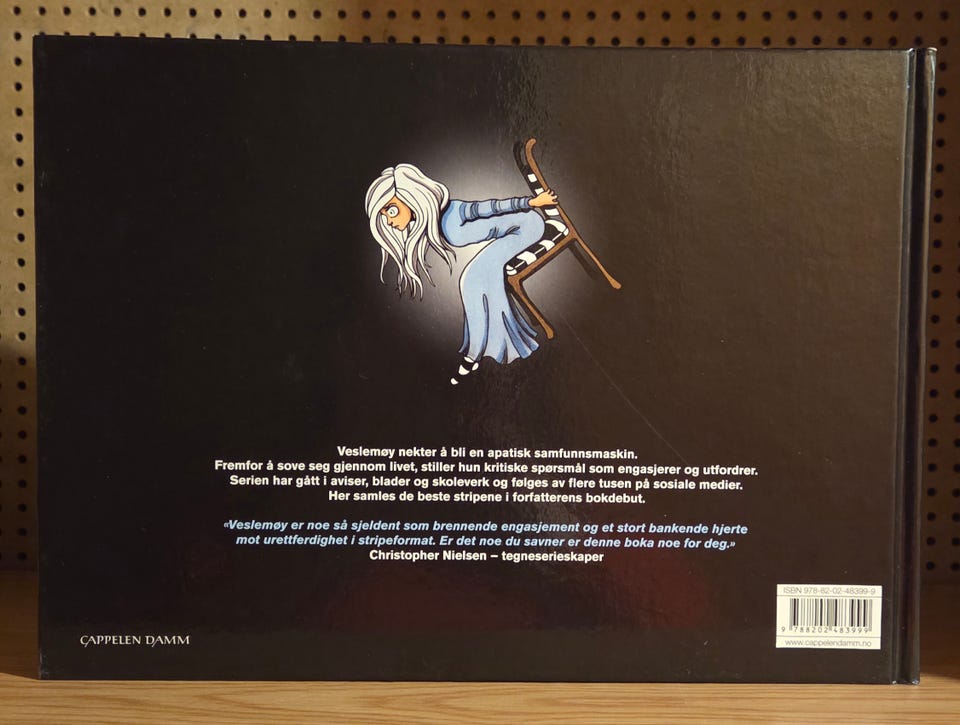 Veslemøy nekter å bli en apatisk samfunnsmaskin.
Fremfor å sove seg gjennom livet, stiller hun kritiske spørsmål som engasjerer og utfordrer.
Serien har gått i aviser, blader og skoleverk og følges av flere tusen på sosiale medier.
Her samles de beste stripene i forfatterens bokdebut.
«Veslemøy er noe så sjeldent som brennende engasjement og et stort bankende hjerte
mot urettferdighet i stripeformat. Er det noe du savner er denne boka noe for deg.»
Christopher Nielsen – tegneserieskaper
ISBN 978-82-02-48399-9
9 788202 483999
www.cappelendamm.no
CAPPELEN DAMM